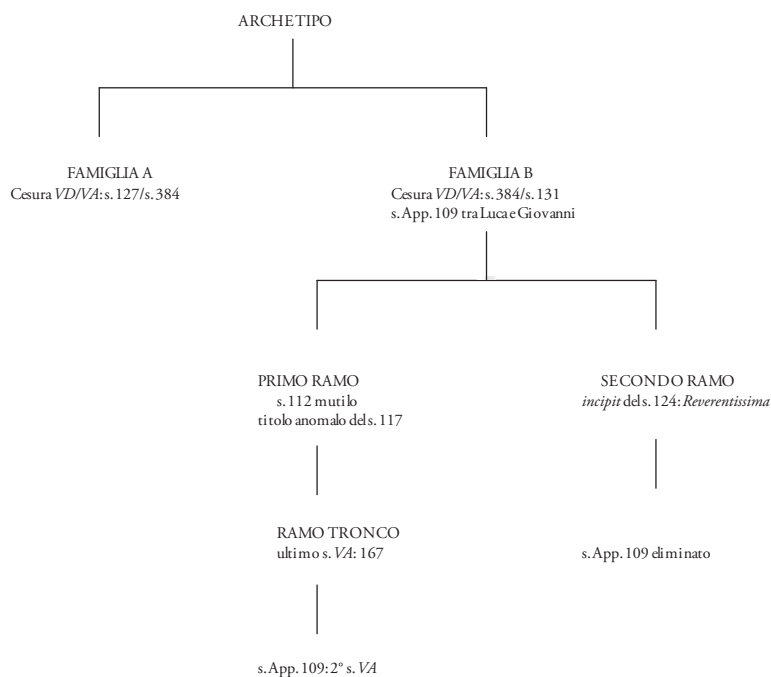 ARCHETIPO
FAMIGLIA A
Cesura VD/VA: s. 127/s. 384
FAMIGLIA B
Cesura VD/VA: s. 384/s. 131
s. App. 109 tra Luca e Giovanni
PRIMO RAMO
s. 112 mutilo
titolo anomalo del s. 117
SECONDO RAMO
incipit del s. 124: Reverentissima
RAMO TRONCO
ultimo s. VA: 167
s. App. 109 eliminato
s. App. 109: 2° s. VA